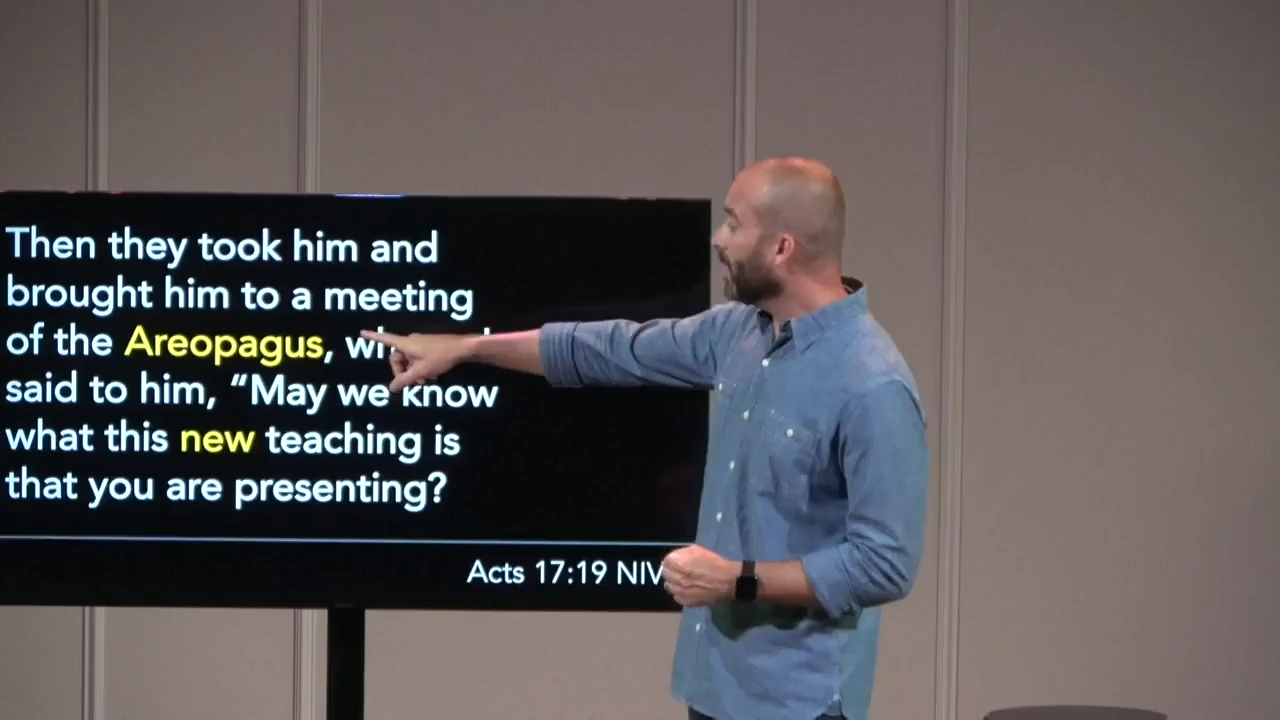 Then they took him and
brought him to a meeting
of the Areopagus,
said to him, “May we know
what this new teaching is
that you are presenting?
Acts 17:19 NIV